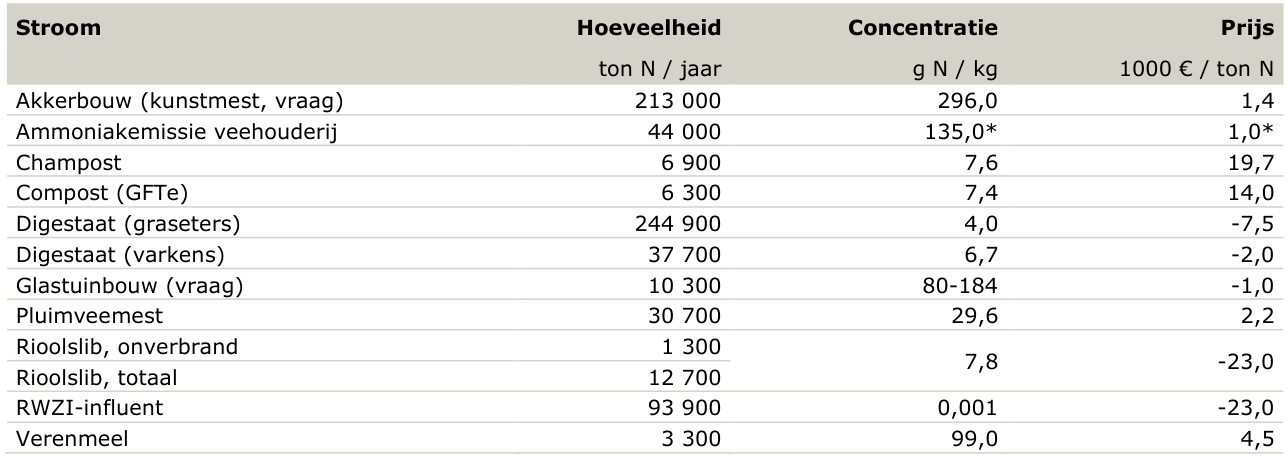 Stroom Hoeveelheid Concentratie Prijs
ton N / jaar g N / kg 1000 € / ton N
Akkerbouw (kunstmest, vraag) 213 000 296,0 1,4
Ammoniakemissie veehouderij 44 000 135,0* 1,0*
Champost 6 900 7,6 19,7
Compost (GFTe) 6 300 7,4 14,0
Digestaat (graseters) 244 900 4,0 -7,5
Digestaat (varkens) 37 700 6,7 -2,0
Glastuinbouw (vraag) 10 300 80-184 -1,0
Pluimveemest 30 700 29,6 2,2
Rioolslib, onverbrand 1 300
7,8 -23,0
Rioolslib, totaal 12 700
RWZI-influent 93 900 0,001 -23,0
Verenmeel 3 300 99,0 4,5